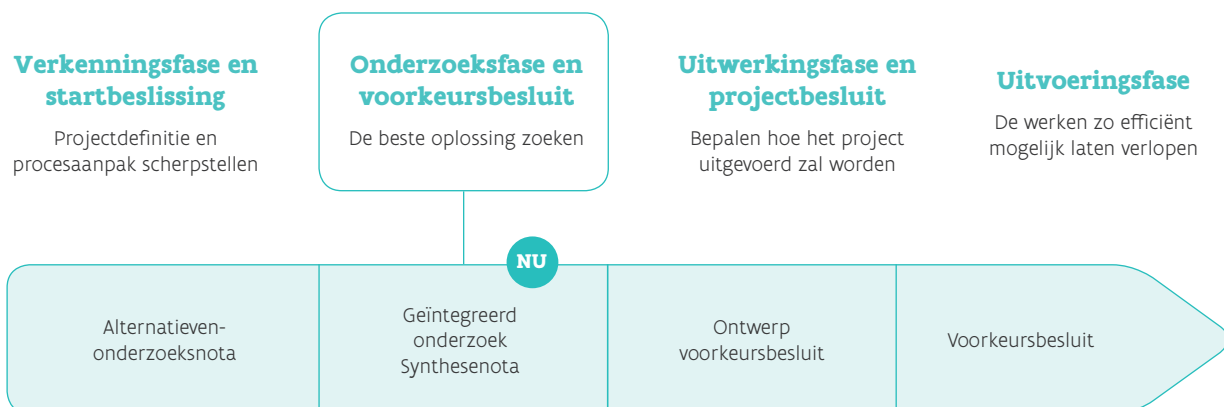 Verkenningsfase en
startbeslissing
Projectdefinitie en
procesaanpak scherpstellen
Onderzoeksfase en
voorkeursbesluit
De beste oplossing zoeken
Uitwerkingsfase en
projectbesluit
Bepalen hoe het project
uitgevoerd zal worden
Uitvoeringsfase
De werken zo efficiënt
mogelijk laten verlopen
NU
Alternatieven-
onderzoeksnota
Geïntegreerd
onderzoek
Synthesenota
Ontwerp
voorkeursbesluit
Voorkeursbesluit